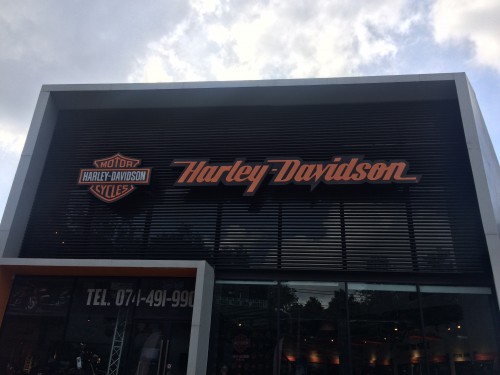 MOTOR
HARLEY-DAVIDSON
CYCLES
Harley-Davidson
TEL. 074-491-990